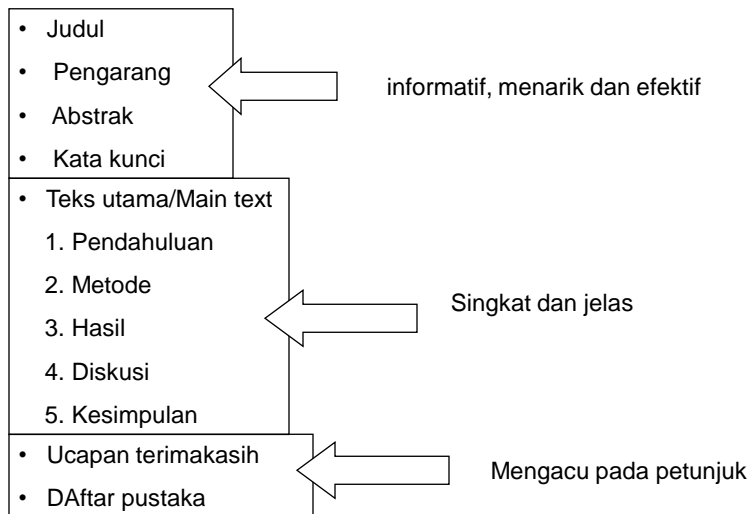 • Judul
• Pengarang
• Abstrak
• Kata kunci
informatif, menarik dan efektif
• Teks utama/Main text
1. Pendahuluan
2. Metode
3. Hasil
4. Diskusi
5. Kesimpulan
Singkat dan jelas
• Ucapan terimakasih
• DAftar pustaka
Mengacu pada petunjuk